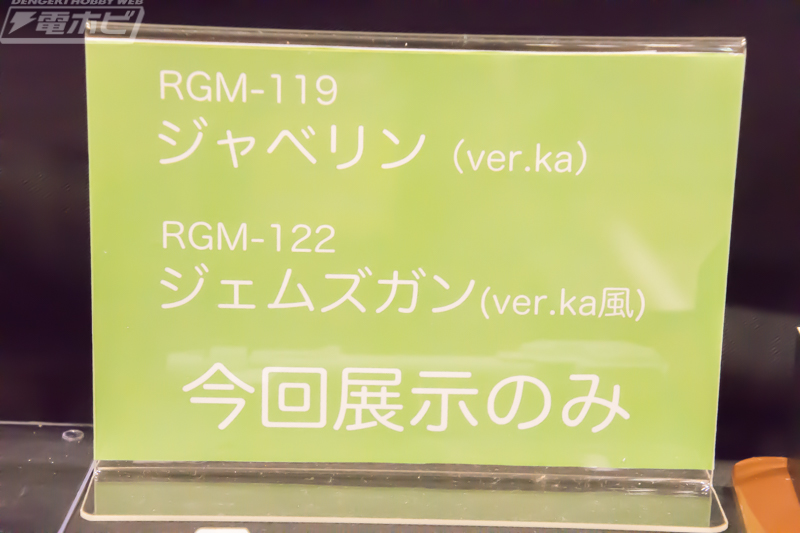 DENGEKI HOBBY WEB
電ホビ
RGM-119
ジャベリン（ver.ka）
RGM-122
ジェムズガン(ver.ka風)
今回展示のみ